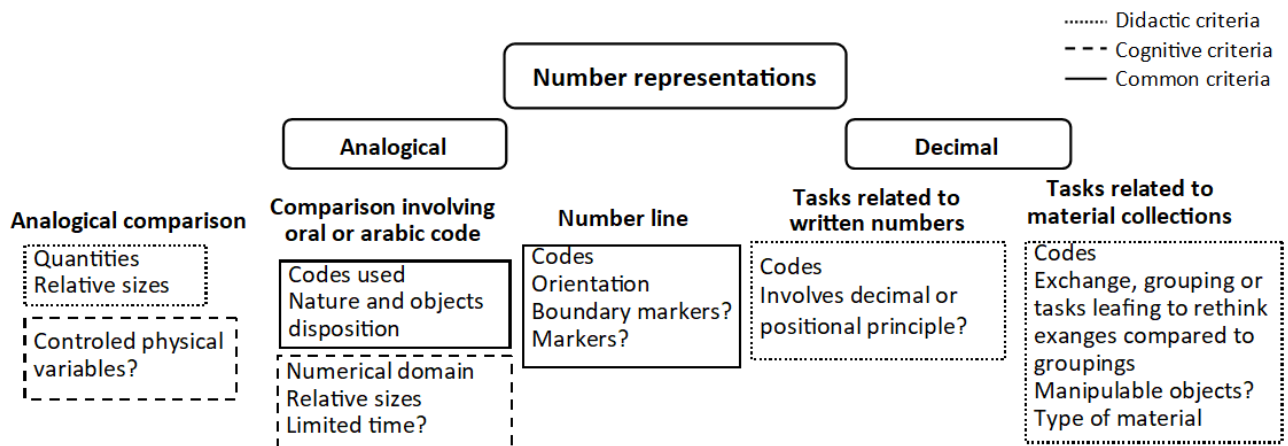 Didactic criteria
Cognitive criteria
Common criteria
Number representations
Analogical
Decimal
Analogical comparison
Quantities
Relative sizes
Controled physical
variables?
Comparison involving
oral or arabic code
Codes used
Nature and objects
disposition
Numerical domain
Relative sizes
Limited time?
Number line
Codes
Orientation
Boundary markers?
Markers?
Tasks related to
written numbers
Codes
Involves decimal or
positional principle?
Tasks related to
material collections
Codes
Exchange, grouping or
tasks leafing to rethink
exanges compared to
groupings
Manipulable objects?
Type of material